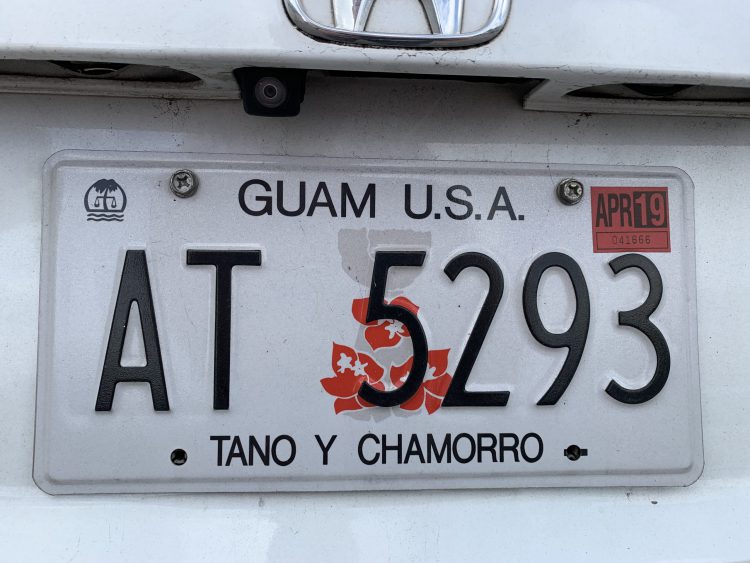 GUAM U.S.A.
APR 19
041666
AT 5293
TANO Y CHAMORRO